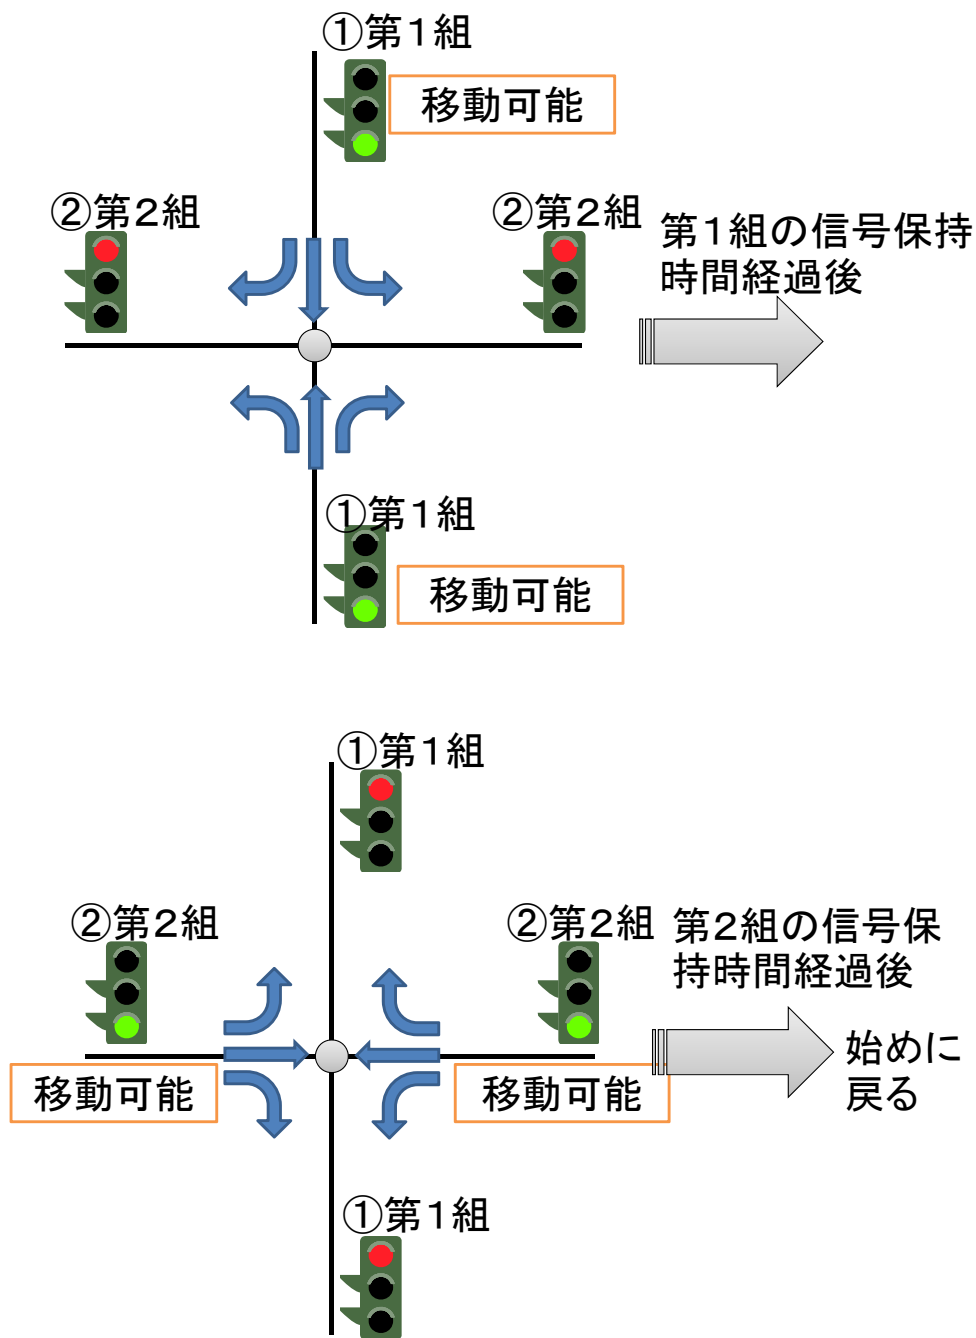 ①第1組
移動可能
②第2組
②第2組
第1組の信号保持
時間経過後
①第1組
移動可能
①第1組
②第2組
②第2組
第2組の信号保
持時間経過後
移動可能
移動可能
始めに
戻る
①第1組